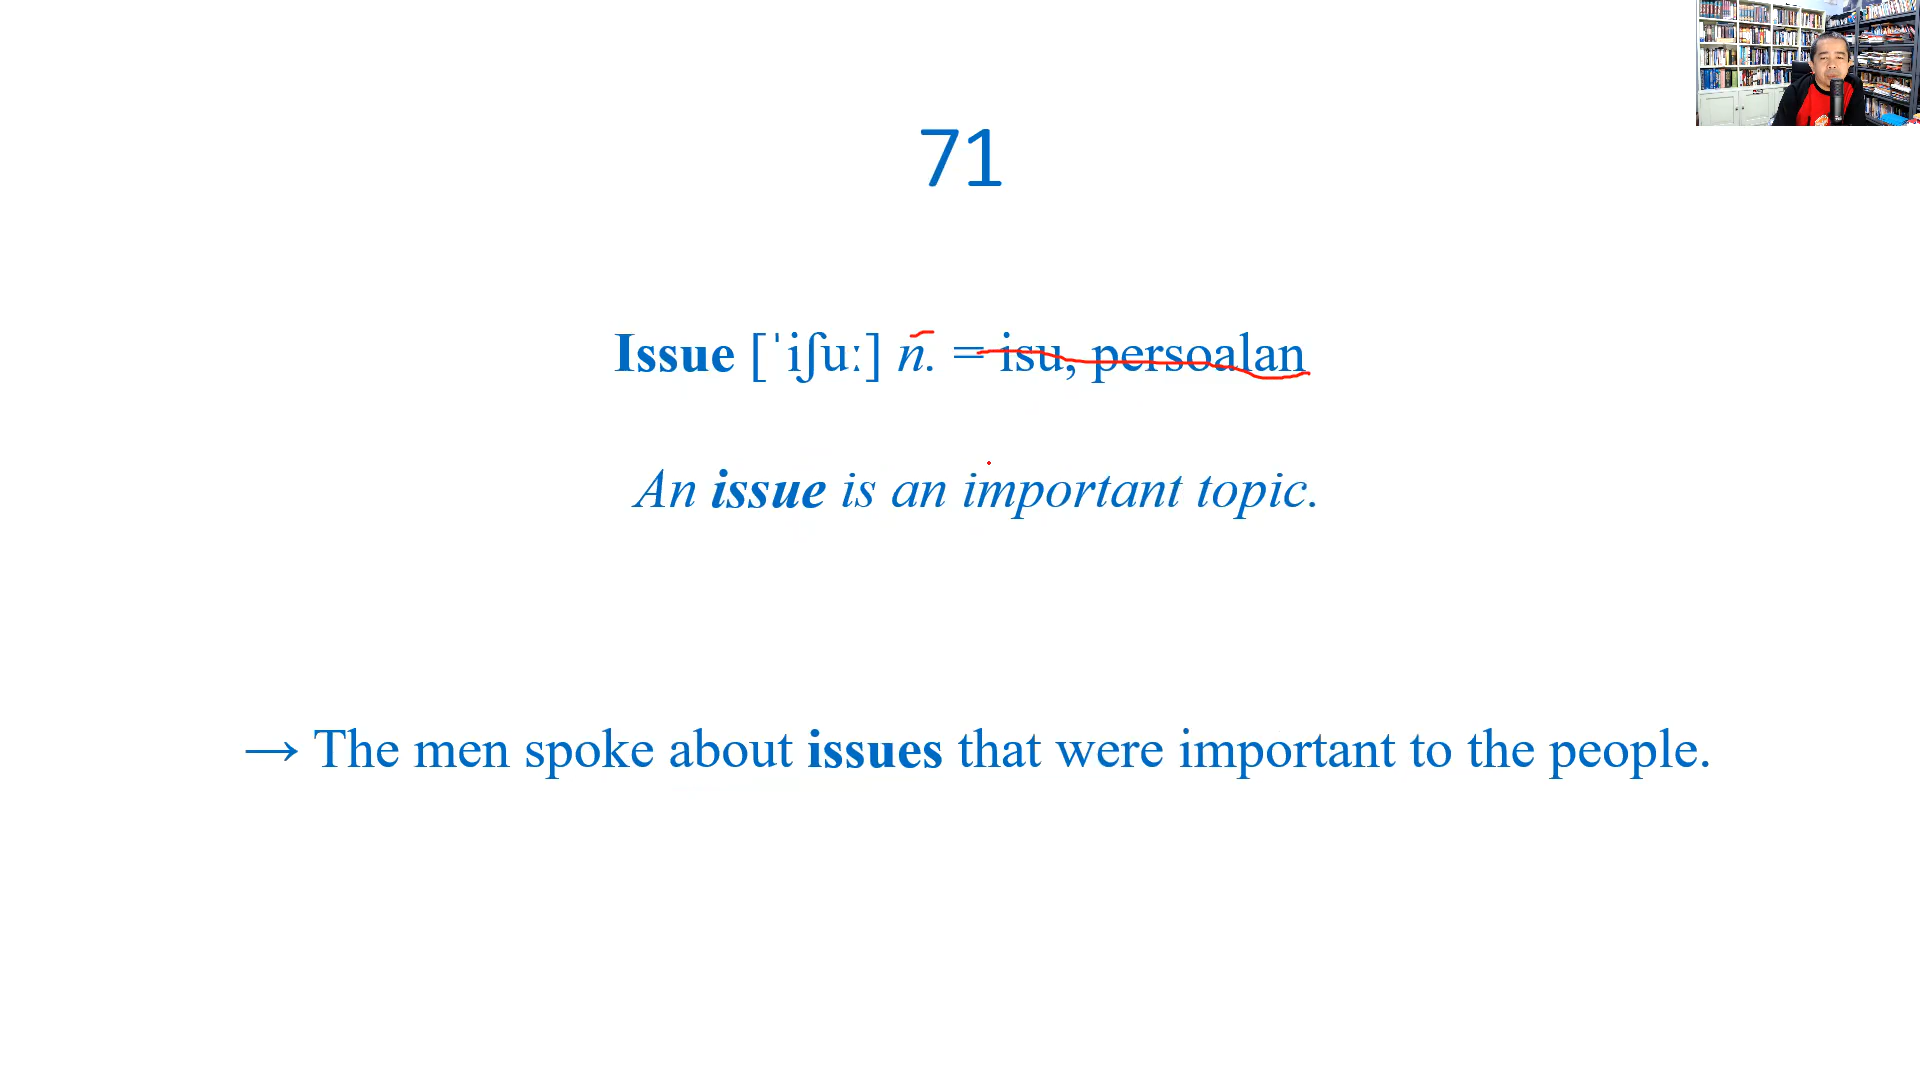 71
Issue [ˈiʃuː] n. = isu, persoalan
An issue is an important topic.
→ The men spoke about issues that were important to the people.